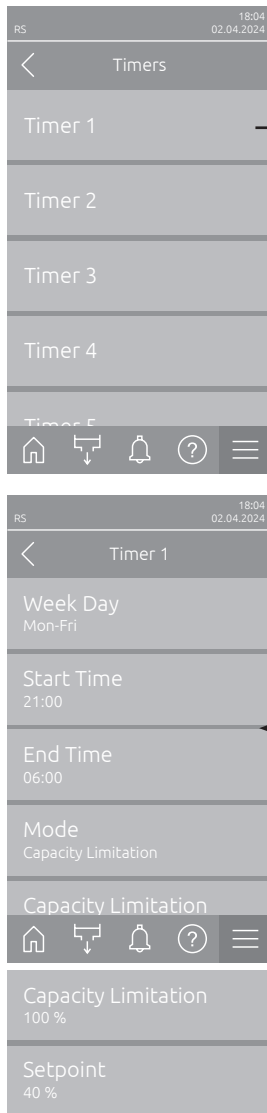 18:04
RS 02.04.2024
Timers
Timer 1
Timer 2
Timer 3
Timer 4
Timer 5
18:04
RS 02.04.2024
Timer 1
Week Day
Mon-Fri
Start Time
21:00
End Time
06:00
Mode
Capacity Limitation
Capacity Limitation
Capacity Limitation
100 %
Setpoint
40 %